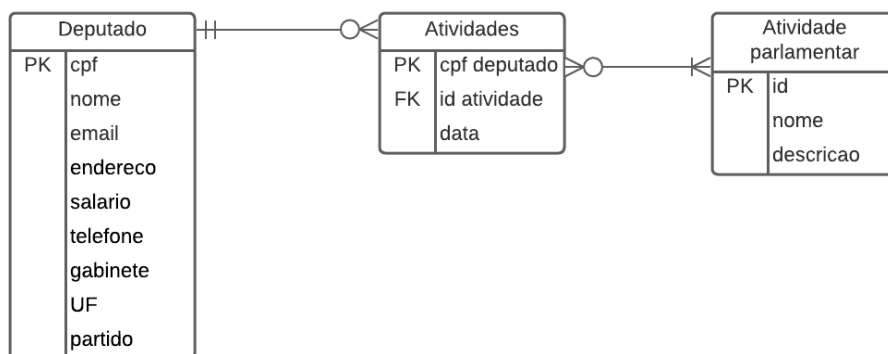 Deputado
PK cpf
nome
email
endereco
salario
telefone
gabinete
UF
partido
Atividades
PK cpf deputado
FK id atividade
data
Atividade
parlamentar
PK id
nome
descricao